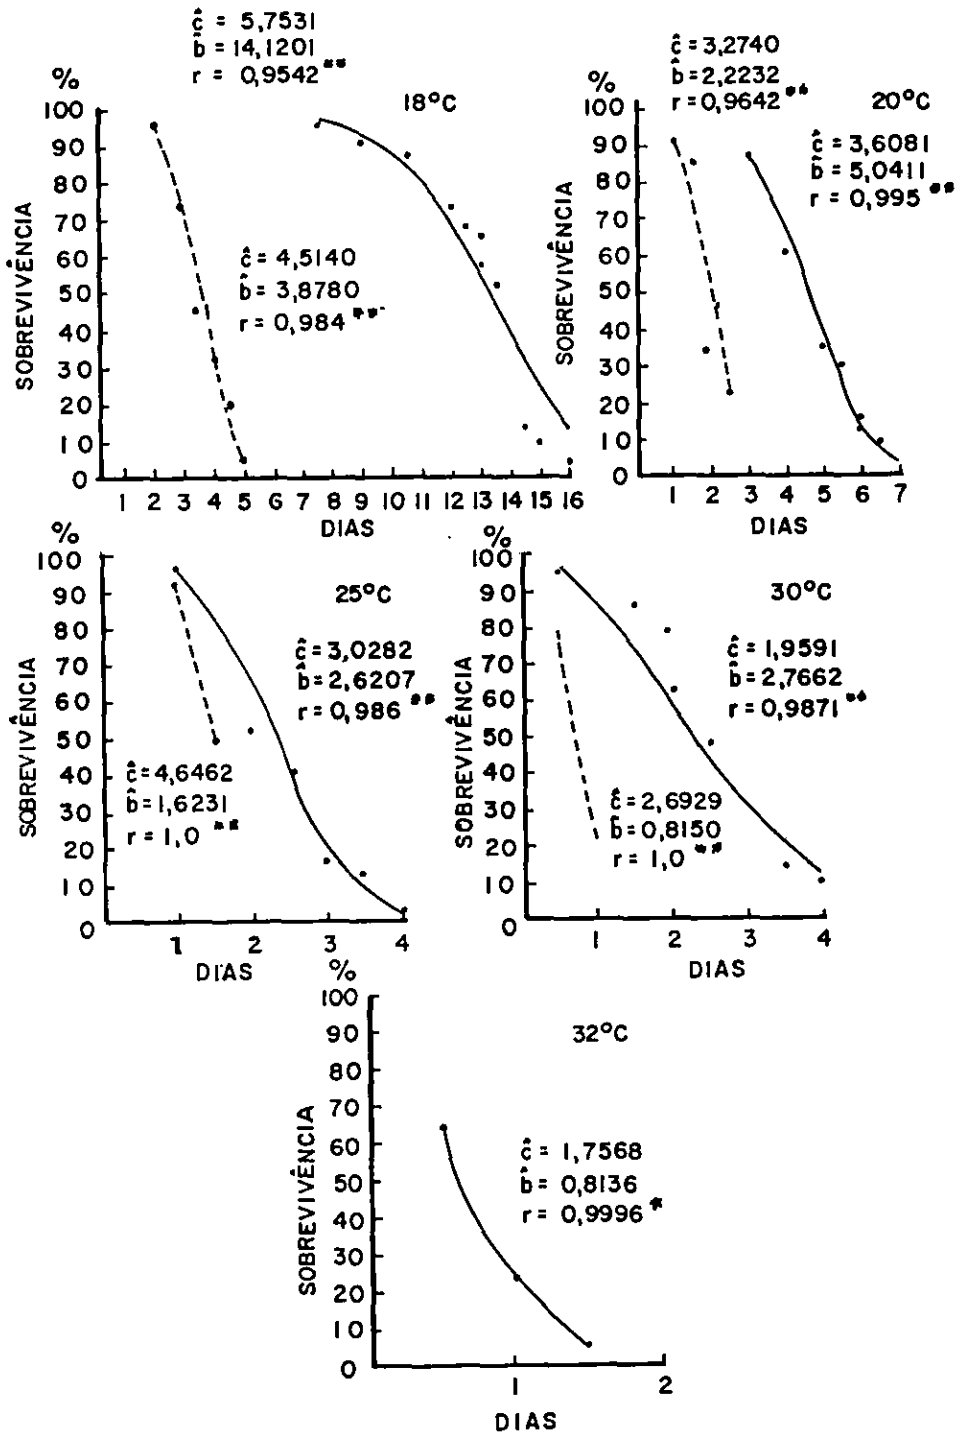 ĉ = 5,7531
b̂ = 14,1201
r = 0,9542**
%
18°C
100
90
80
70
60
50
40
30
20
10
0
SOBREVIVÊNCIA
ĉ = 4,5140
b̂ = 3,8780
r = 0,984**
1 2 3 4 5 6 7 8 9 10 11 12 13 14 15 16
DIAS
ĉ = 3,2740
b̂ = 2,2232
r = 0,9642**
%
20°C
100
90
80
70
60
50
40
30
20
10
0
SOBREVIVÊNCIA
ĉ = 3,6081
b̂ = 5,0411
r = 0,995**
1 2 3 4 5 6 7
DIAS
%
25°C
100
90
80
70
60
50
40
30
20
10
0
SOBREVIVÊNCIA
ĉ = 3,0282
b̂ = 2,6207
r = 0,986**
ĉ = 4,6462
b̂ = 1,6231
r = 1,0**
1 2 3 4
DIAS
%
30°C
100
90
80
70
60
50
40
30
20
10
0
SOBREVIVÊNCIA
ĉ = 1,9591
b̂ = 2,7662
r = 0,9871**
ĉ = 2,6929
b̂ = 0,8150
r = 1,0**
1 2 3 4
DIAS
%
32°C
100
90
80
70
60
50
40
30
20
10
0
SOBREVIVÊNCIA
ĉ = 1,7568
b̂ = 0,8136
r = 0,9996*
1 2
DIAS